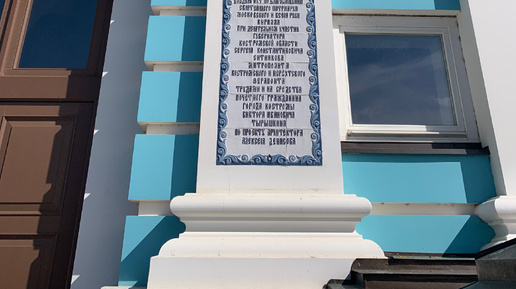 СВЯТЕЙШЕГО ПАТРИАРХА
МОСКОВСКОГО И ВСЕЯ РУСИ
КИРИЛЛА
ПРИ ДЕЯТЕЛЬНОМ УЧАСТИИ
ГУБЕРНАТОРА
КОСТРОМСКОЙ ОБЛАСТИ
СЕРГЕЯ КОНСТАНТИНОВИЧА
СИТНИКОВА
МИТРОПОЛИТА
КОСТРОМСКОГО И НЕРЕХТСКОГО
ФЕРАПОНТА
ТРУДАМИ И НА СРЕДСТВА
ПОЧЕТНОГО ГРАЖДАНИНА
ГОРОДА КОСТРОМЫ
ВИКТОРА ИВАНОВИЧА
ТЫРЫШКИНА
ПО ПРОЕКТУ АРХИТЕКТОРА
АЛЕКСЕЯ ДЕНИСОВА